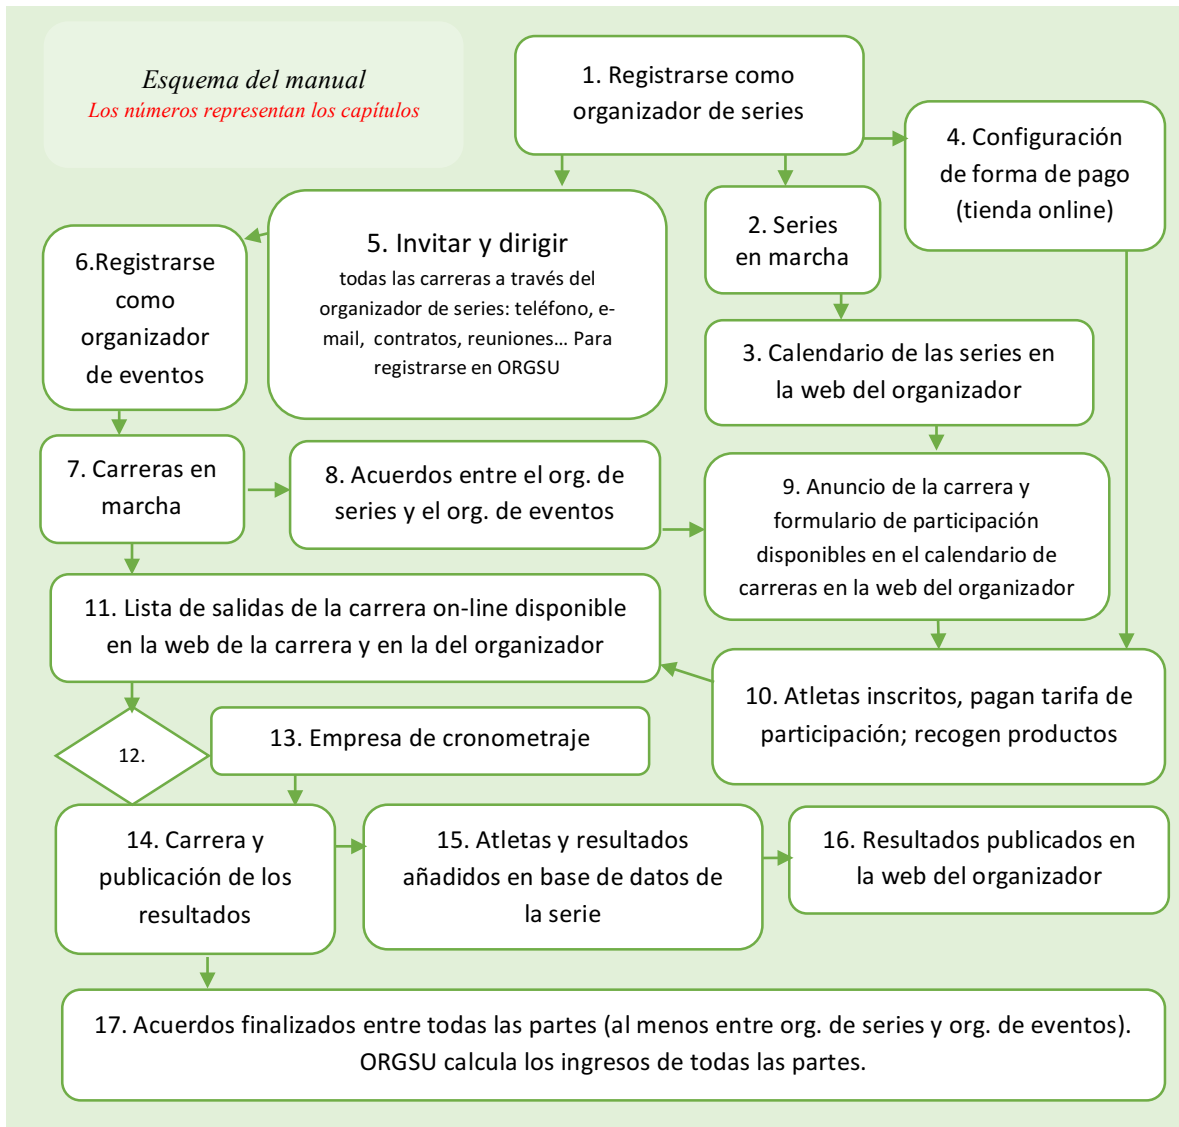 Esquema del manual
Los números representan los capítulos
1. Registrarse como
organizador de series
4. Configuración
de forma de pago
(tienda online)
2. Series
en marcha
5. Invitar y dirigir
todas las carreras a través del
organizador de series: teléfono, e-
mail, contratos, reuniones... Para
registrarse en ORGSU
6.Registrarse
como
organizador
de eventos
3. Calendario de las series en
la web del organizador
7. Carreras en
marcha
8. Acuerdos entre el org. de
series y el org. de eventos
9. Anuncio de la carrera y
formulario de participación
disponibles en el calendario de
carreras en la web del organizador
11. Lista de salidas de la carrera on-line disponible
en la web de la carrera y en la del organizador
10. Atletas inscritos, pagan tarifa de
participación; recogen productos
12.
13. Empresa de cronometraje
14. Carrera y
publicación de los
resultados
15. Atletas y resultados
añadidos en base de datos de
la serie
16. Resultados publicados en
la web del organizador
17. Acuerdos finalizados entre todas las partes (al menos entre org. de series y org. de eventos).
ORGSU calcula los ingresos de todas las partes.